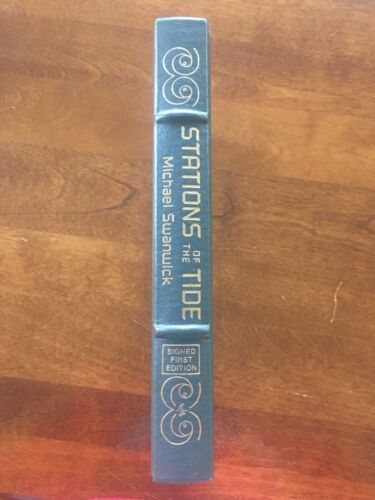 STATIONS
OF THE
TIDE
Michael Swanwick
SIGNED
FIRST
EDITION